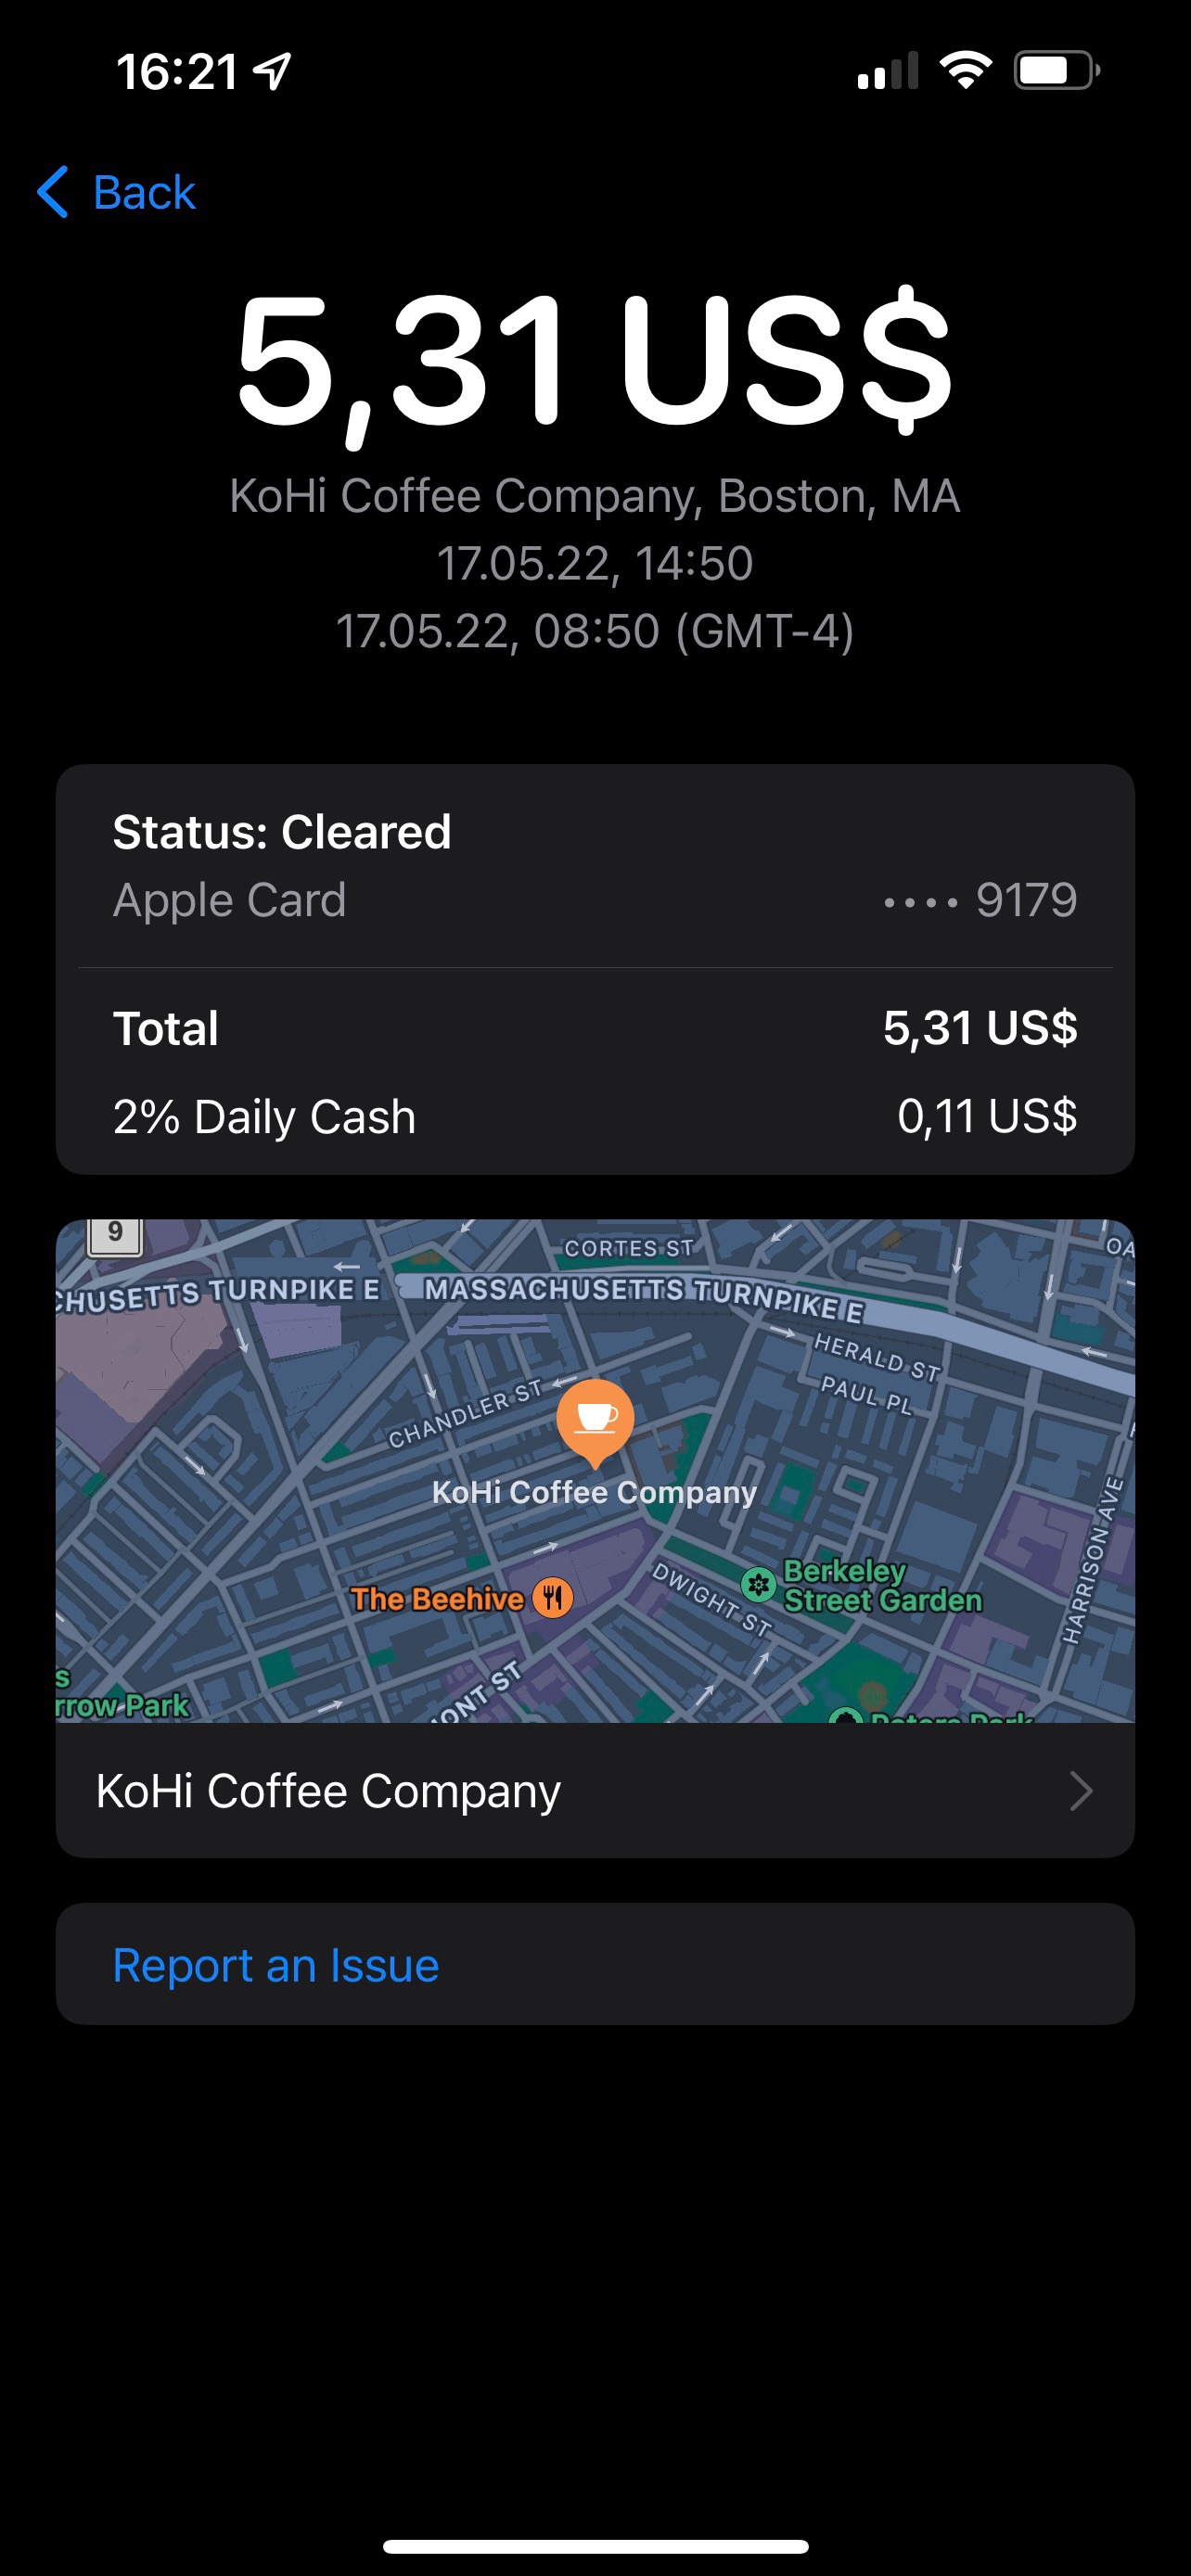 16:21
Back
5,31 US$
KoHi Coffee Company, Boston, MA
17.05.22, 14:50
17.05.22, 08:50 (GMT-4)
Status: Cleared
Apple Card •••• 9179
Total 5,31 US$
2% Daily Cash 0,11 US$
9
CORTES ST
OA
CHUSETTS TURNPIKE E
MASSACHUSETTS TURNPIKE E
HERALD ST
PAUL PL
CHANDLER ST
KoHi Coffee Company
HARRISON AVE
The Beehive
DWIGHT ST
Berkeley
Street Garden
s
rrow Park
MONT ST
Peters Park
KoHi Coffee Company
Report an Issue